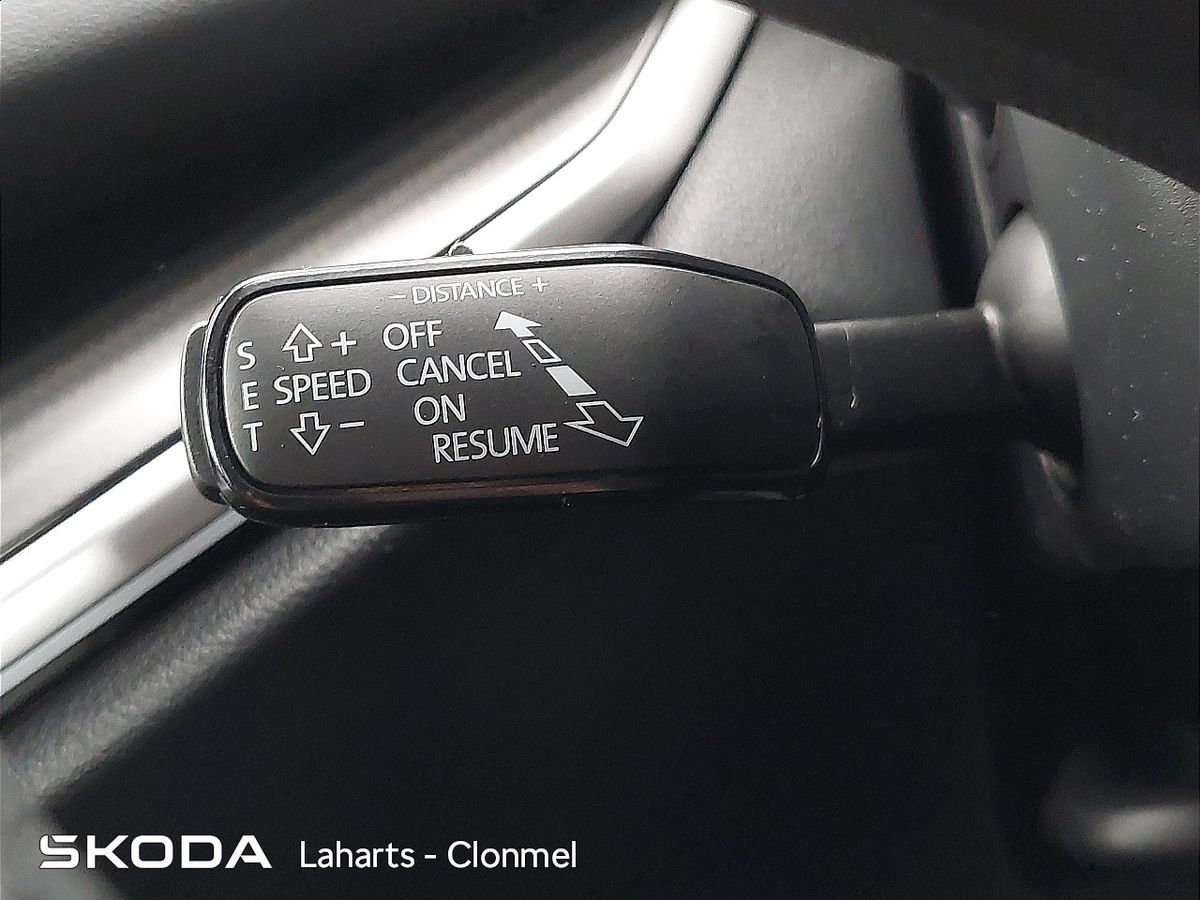 - DISTANCE +
S
E
T
+
SPEED
-
OFF
CANCEL
ON
RESUME
SKODA Laharts - Clonmel